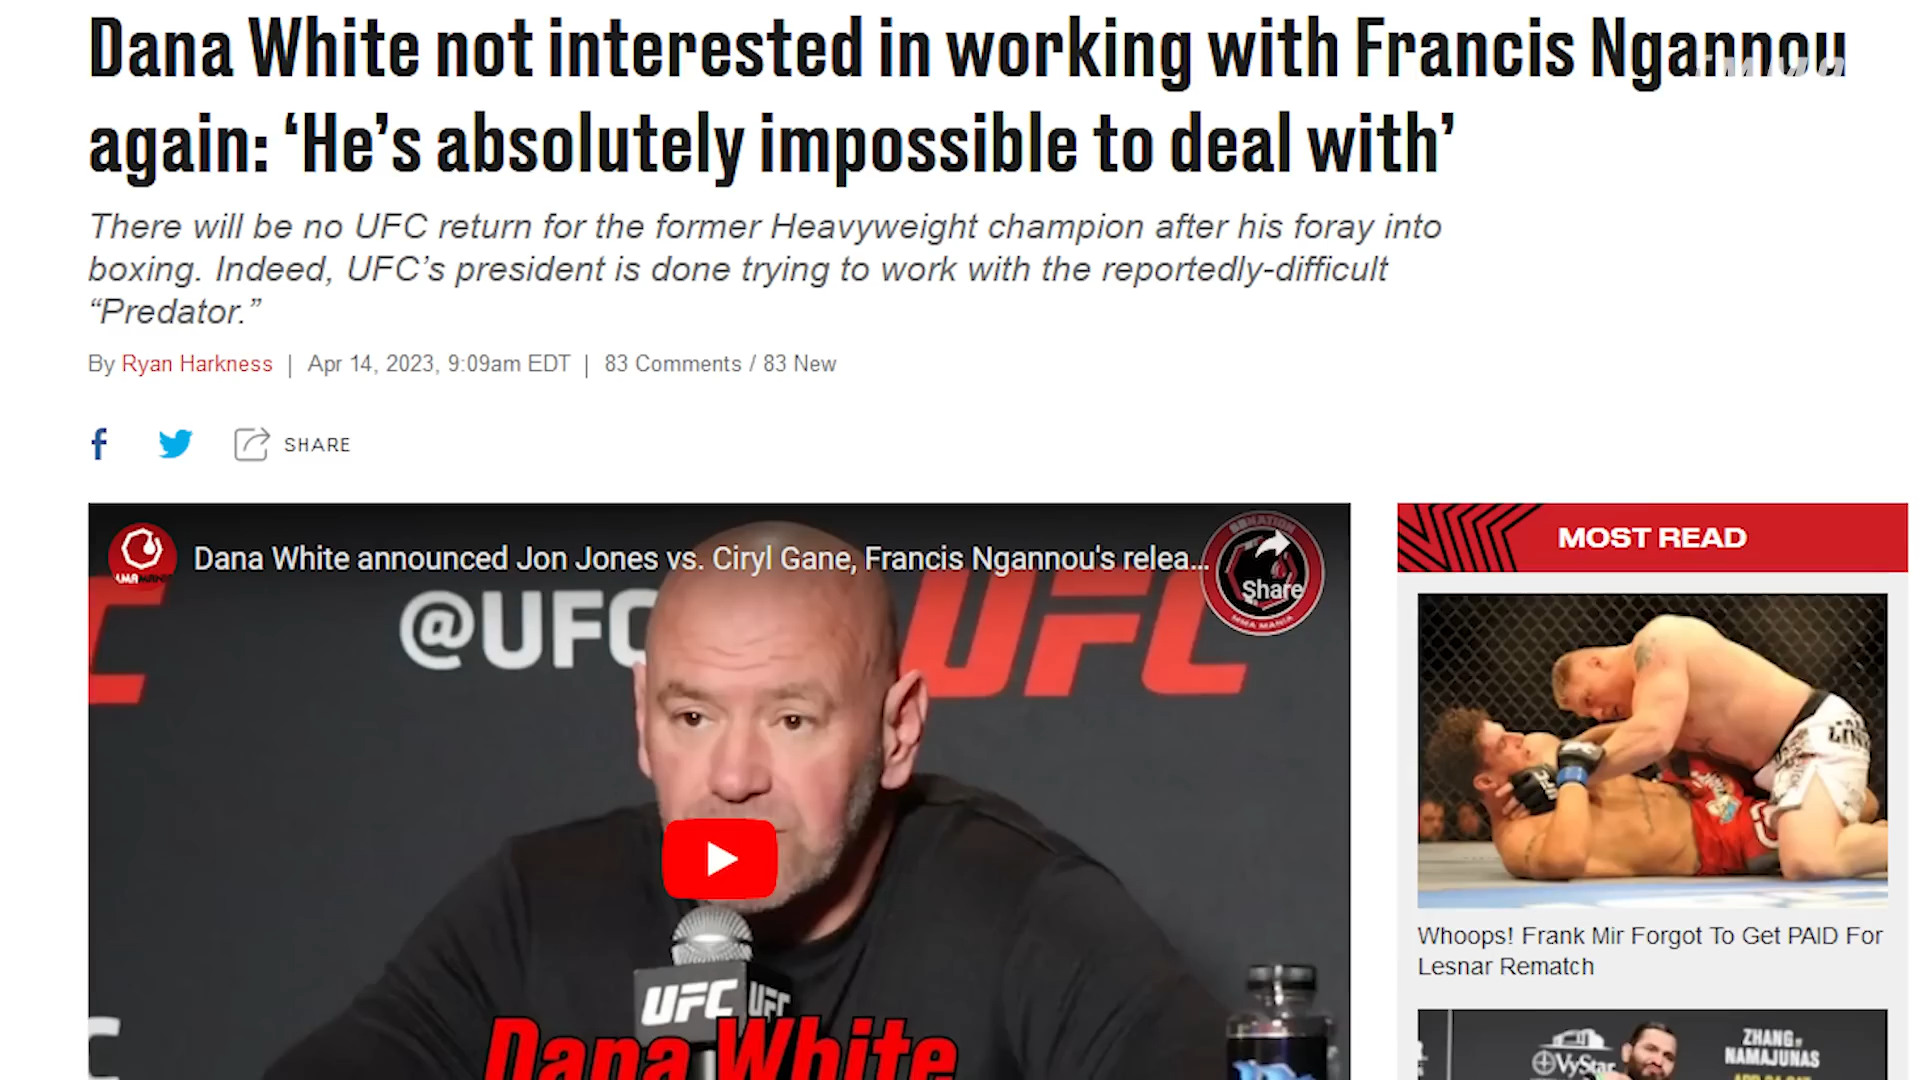 Dana White not interested in working with Francis Ngannou
again: ‘He’s absolutely impossible to deal with’
There will be no UFC return for the former Heavyweight champion after his foray into
boxing. Indeed, UFC’s president is done trying to work with the reportedly-difficult
“Predator.”
By Ryan Harkness | Apr 14, 2023, 9:09am EDT | 83 Comments / 83 New
SHARE
Dana White announced Jon Jones vs. Ciryl Gane, Francis Ngannou's relea...
Share
MMA MANIA
@UFC
UFC
UFC
UFC
Dana White
MOST READ
Whoops! Frank Mir Forgot To Get PAID For
Lesnar Rematch
VyStar
ZHANG
NAMAJUNAS